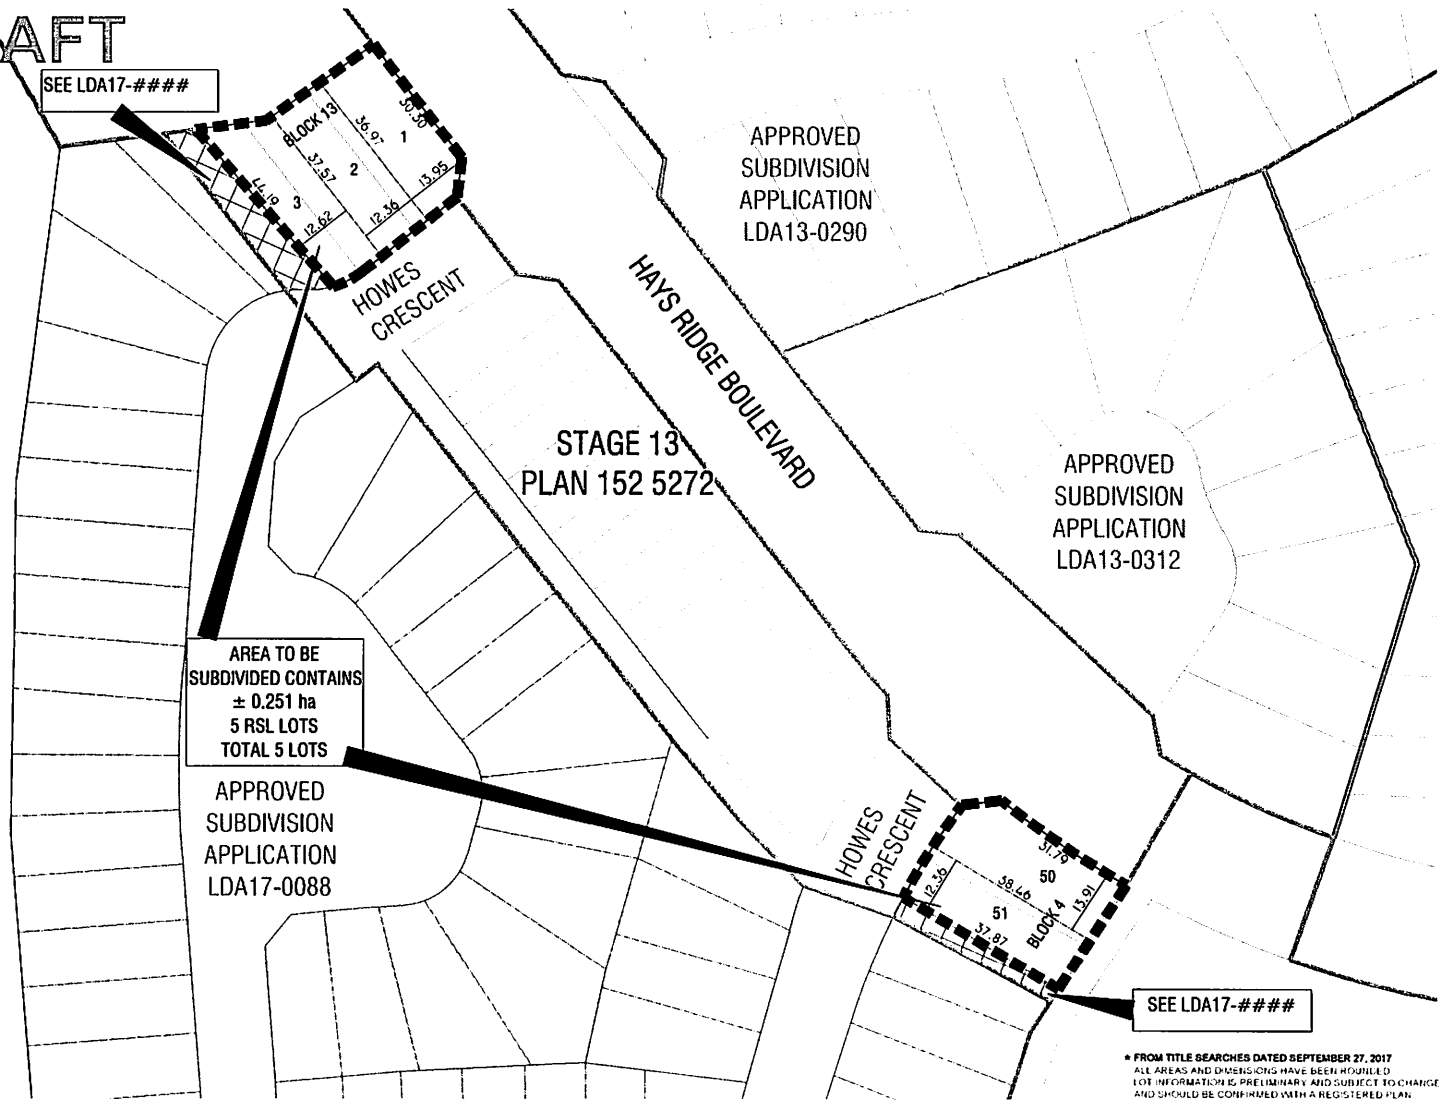 AFT
SEE LDA17-####
BLOCK 13
30.30
1
36.97
2
37.57
13.95
12.36
44.19
3
12.62
HOWES
CRESCENT
APPROVED
SUBDIVISION
APPLICATION
LDA13-0290
HAYS RIDGE BOULEVARD
STAGE 13
PLAN 152 5272
APPROVED
SUBDIVISION
APPLICATION
LDA13-0312
AREA TO BE
SUBDIVIDED CONTAINS
± 0.251 ha
5 RSL LOTS
TOTAL 5 LOTS
APPROVED
SUBDIVISION
APPLICATION
LDA17-0088
HOWES
CRESCENT
31.79
50
12.36
38.46
13.91
51
BLOCK 4
37.87
SEE LDA17-####
* FROM TITLE SEARCHES DATED SEPTEMBER 27, 2017
ALL AREAS AND DIMENSIONS HAVE BEEN ROUNDED
LOT INFORMATION IS PRELIMINARY AND SUBJECT TO CHANGE
AND SHOULD BE CONFIRMED WITH A REGISTERED PLAN